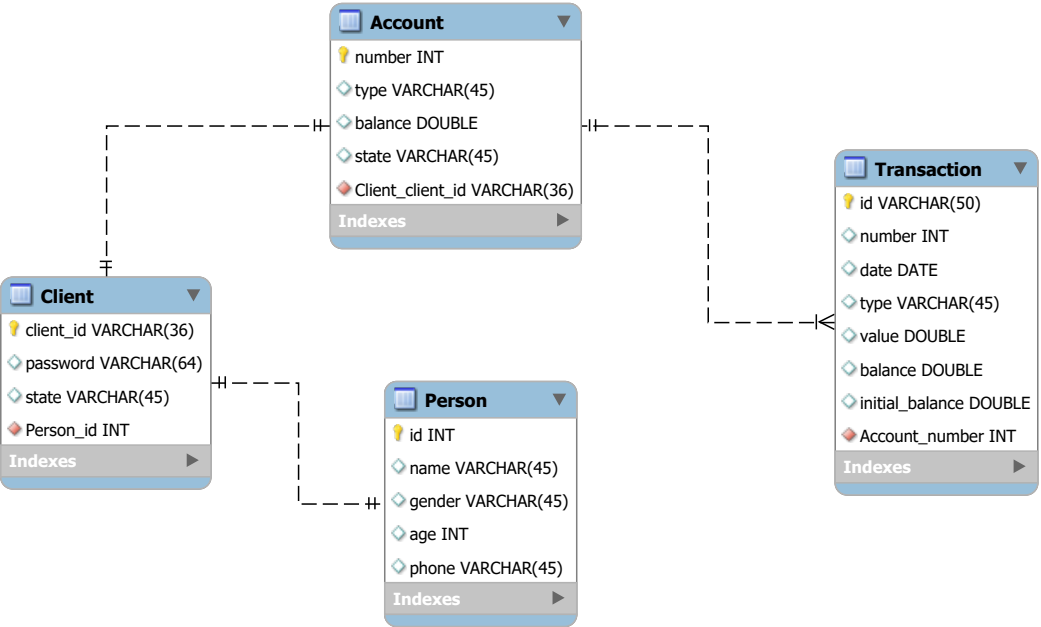 Account
number INT
type VARCHAR(45)
balance DOUBLE
state VARCHAR(45)
Client_client_id VARCHAR(36)
Indexes
Transaction
id VARCHAR(50)
number INT
date DATE
type VARCHAR(45)
value DOUBLE
balance DOUBLE
initial_balance DOUBLE
Account_number INT
Indexes
Client
client_id VARCHAR(36)
password VARCHAR(64)
state VARCHAR(45)
Person_id INT
Indexes
Person
id INT
name VARCHAR(45)
gender VARCHAR(45)
age INT
phone VARCHAR(45)
Indexes